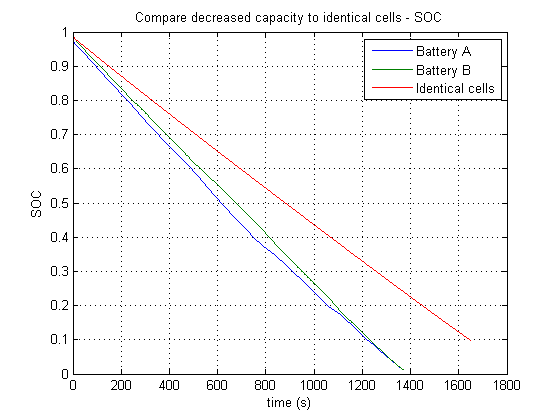 Compare decreased capacity to identical cells - SOC
1
0.9
0.8
0.7
0.6
0.5
0.4
0.3
0.2
0.1
0
SOC
Battery A
Battery B
Identical cells
0 200 400 600 800 1000 1200 1400 1600 1800
time (s)